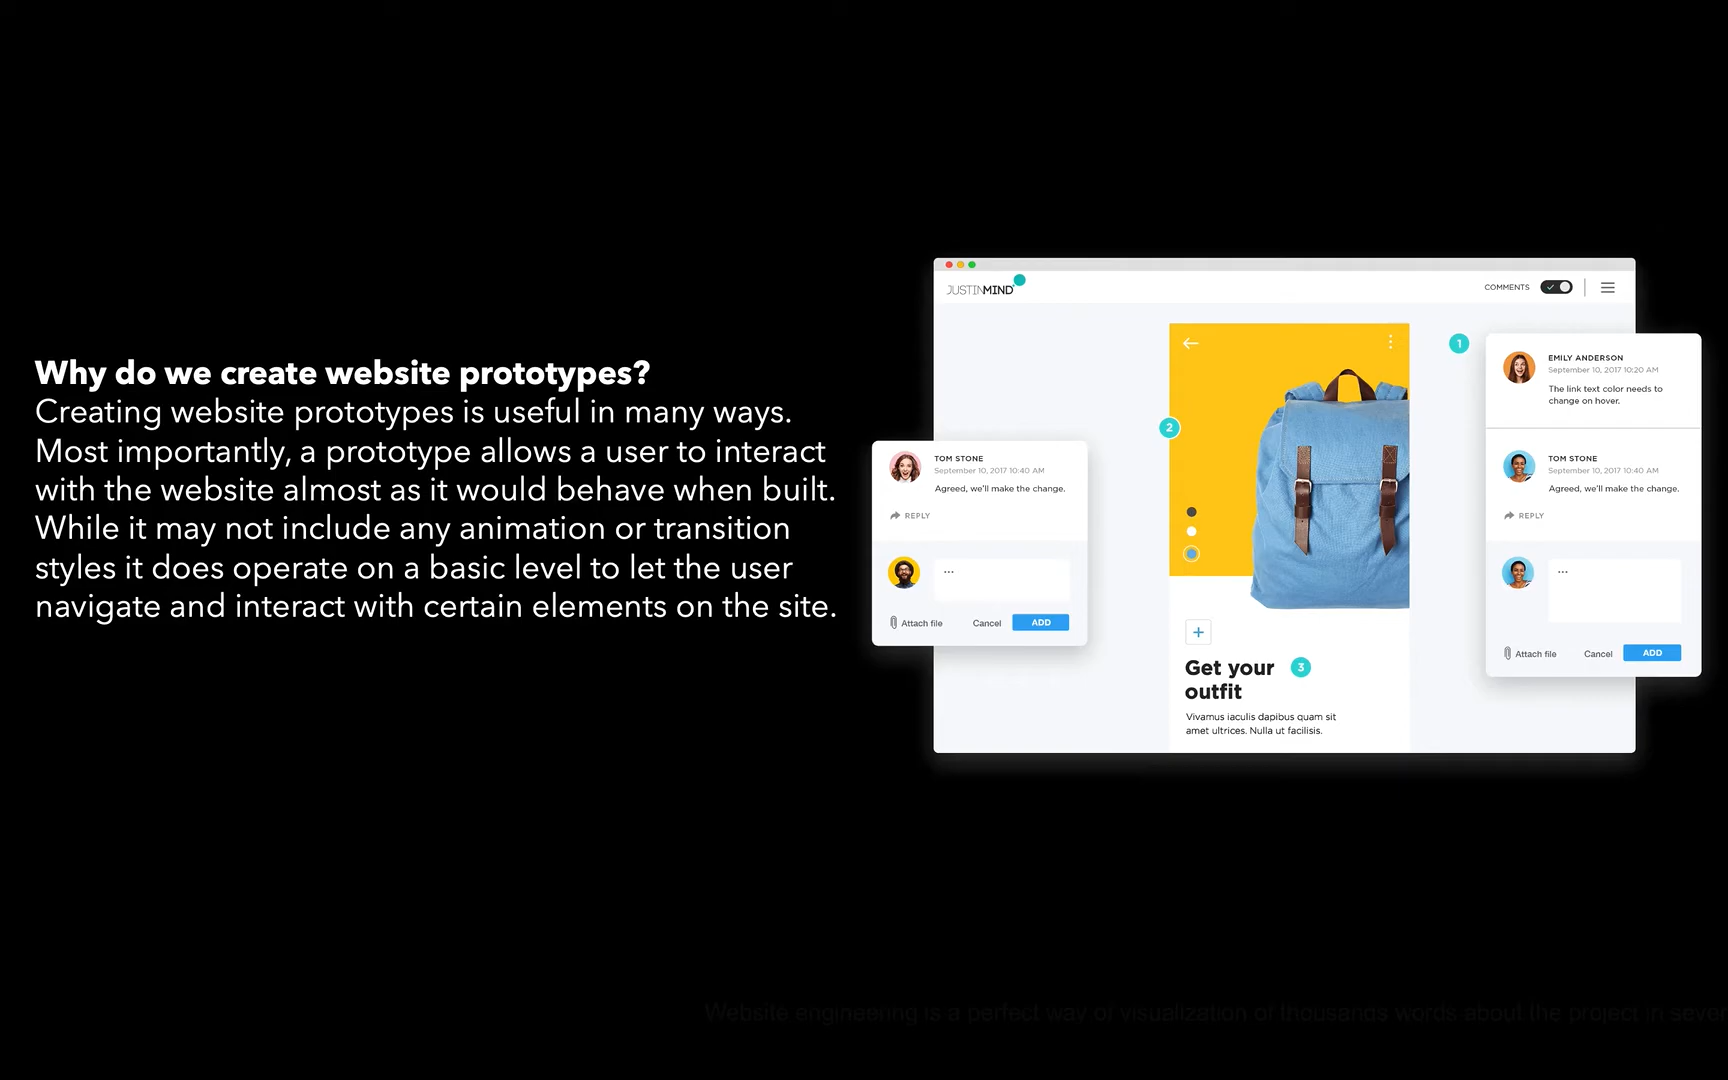 Why do we create website prototypes?
Creating website prototypes is useful in many ways.
Most importantly, a prototype allows a user to interact
with the website almost as it would behave when built.
While it may not include any animation or transition
styles it does operate on a basic level to let the user
navigate and interact with certain elements on the site.
JUSTINMIND
COMMENTS
1
EMILY ANDERSON
September 10, 2017 10:20 AM
The link text color needs to
change on hover.
2
TOM STONE
September 10, 2017 10:40 AM
Agreed, we'll make the change.
REPLY
...
Attach file Cancel ADD
TOM STONE
September 10, 2017 10:40 AM
Agreed, we'll make the change.
REPLY
...
Attach file Cancel ADD
+
Get your 3
outfit
Vivamus iaculis dapibus quam sit
amet ultrices. Nulla ut facilisis.
Website engineering is a perfect way of visualization of thousands words about the project in seve